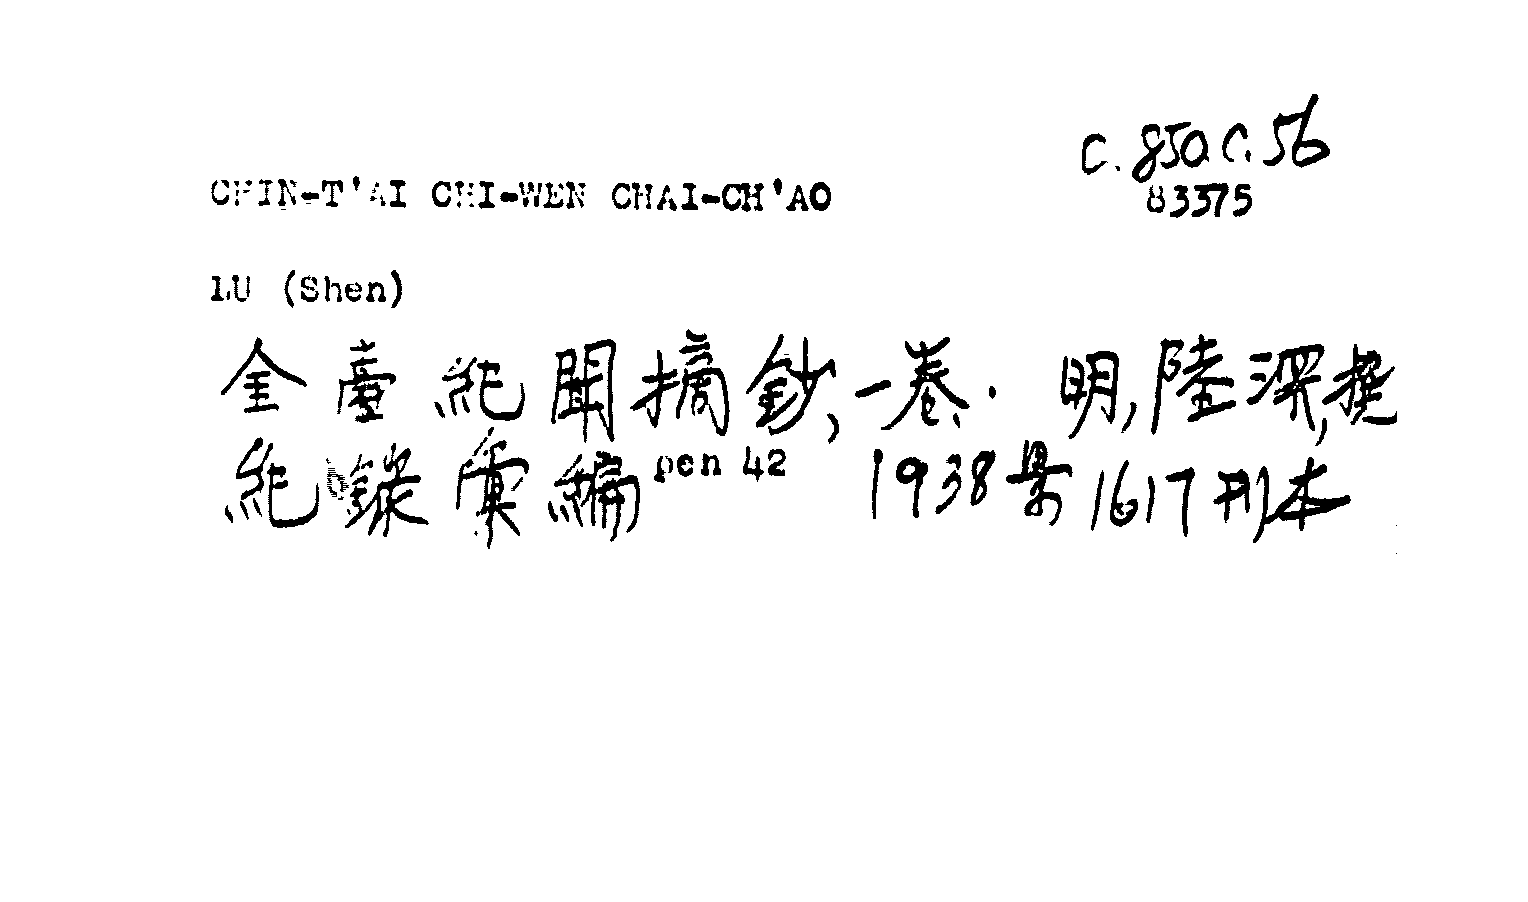 C. 850. C. 56
83375
CHIN-T'AI CHI-WEN CHAI-CH'AO
LU (Shen)
金臺紀聞摘鈔, 一卷. 明, 陸深, 撰
紀錄彙編 pen 42 1938景1617刊本